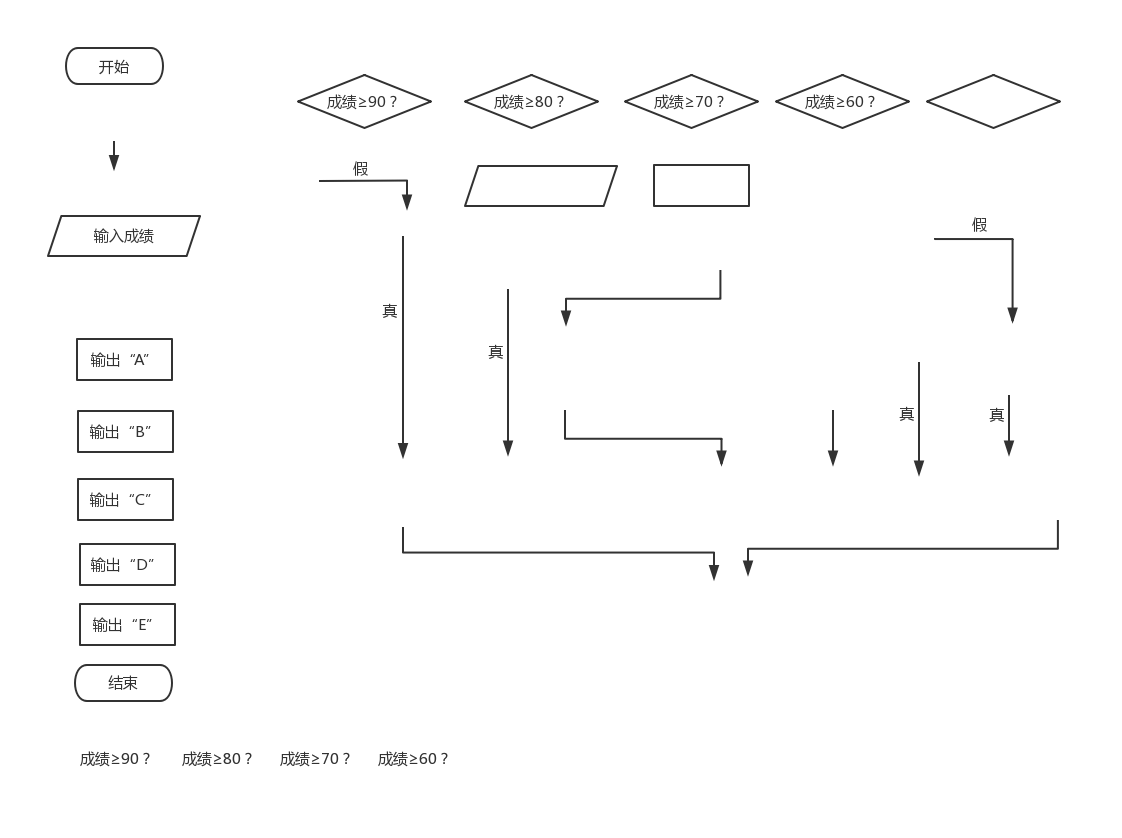 开始
成绩≥90？
成绩≥80？
成绩≥70？
成绩≥60？
假
输入成绩
假
真
真
输出“A”
真
真
输出“B”
输出“C”
输出“D”
输出“E”
结束
成绩≥90？ 成绩≥80？ 成绩≥70？ 成绩≥60？